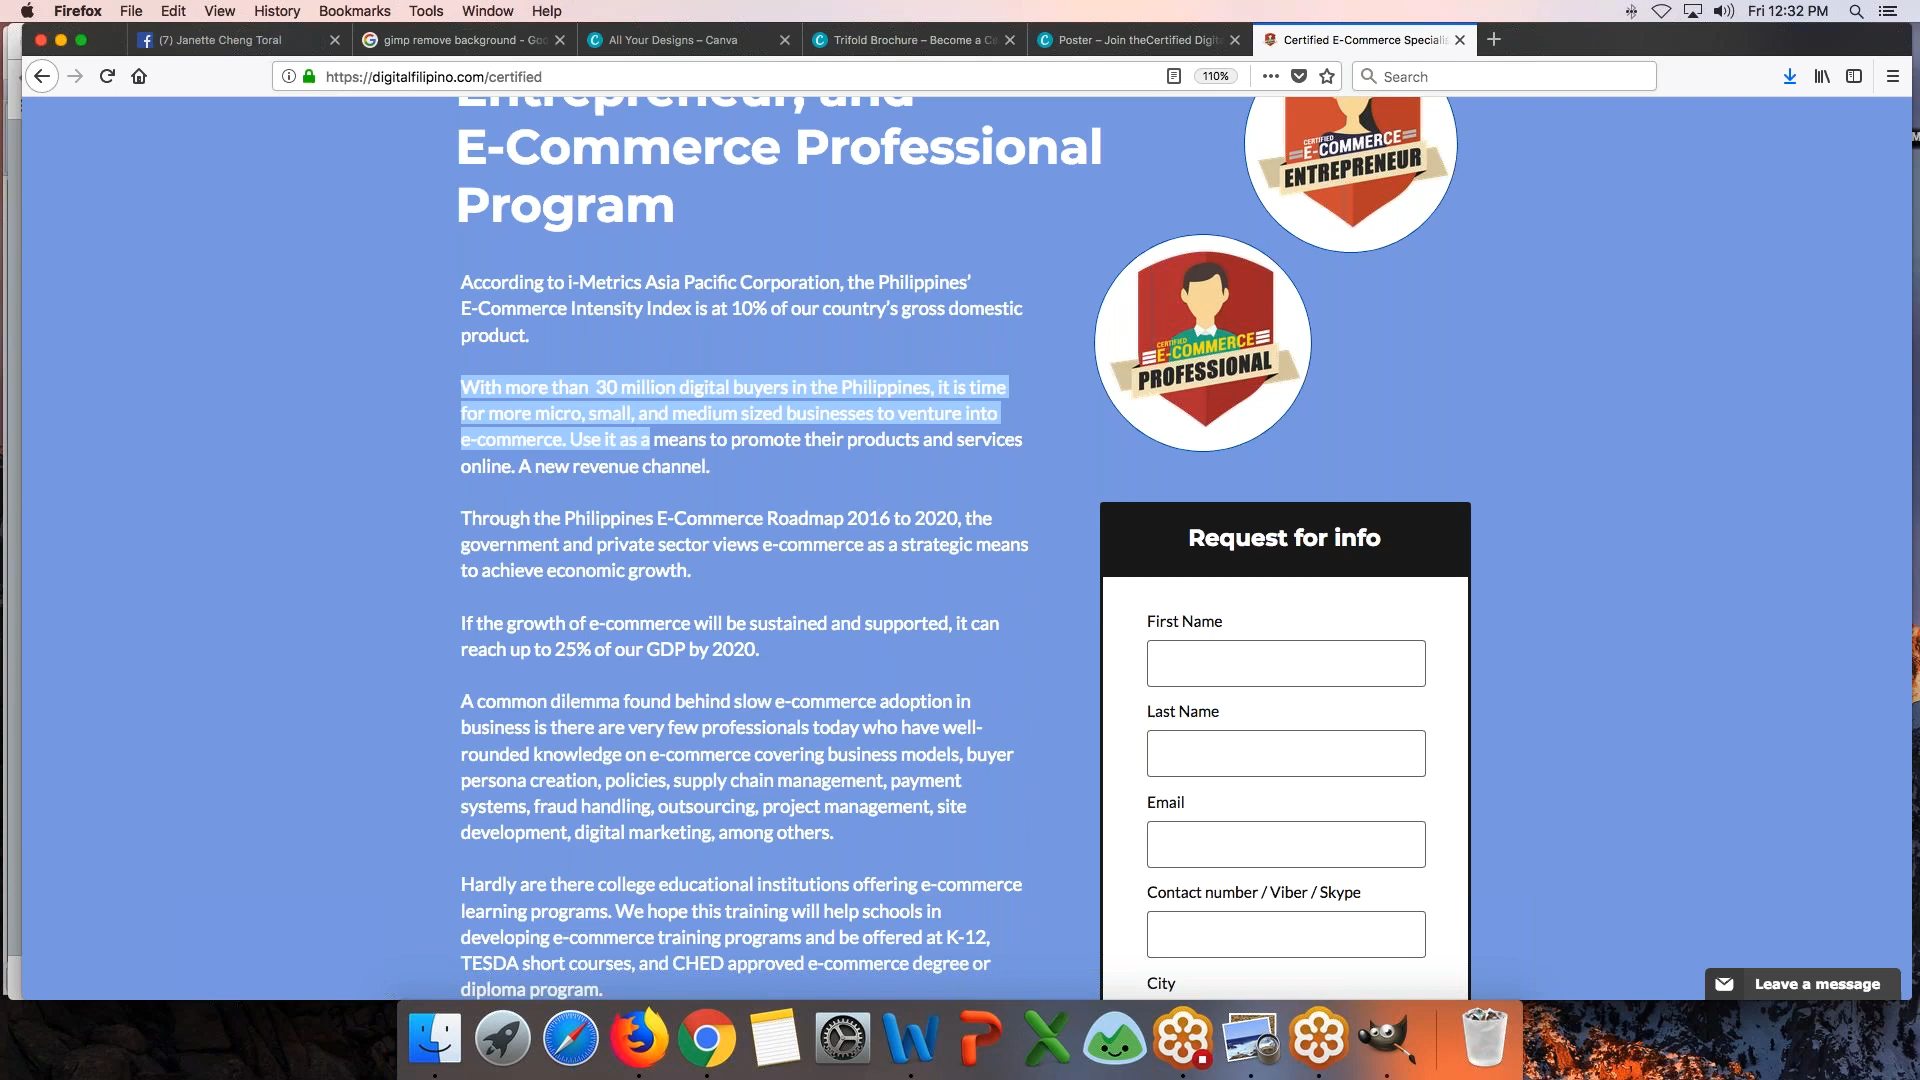 Firefox File Edit View History Bookmarks Tools Window Help Fri 12:32 PM
(7) Janette Cheng Toral
gimp remove background - Goo
All Your Designs – Canva
Trifold Brochure – Become a C
Poster – Join theCertified Digit
Certified E-Commerce Specialis
https://digitalfilipino.com/certified 110% Search
Entrepreneur, and
E-Commerce Professional
Program
CERTIFIED
E-COMMERCE
ENTREPRENEUR
CERTIFIED
E-COMMERCE
PROFESSIONAL
According to i-Metrics Asia Pacific Corporation, the Philippines’
E-Commerce Intensity Index is at 10% of our country’s gross domestic
product.
With more than 30 million digital buyers in the Philippines, it is time
for more micro, small, and medium sized businesses to venture into
e-commerce. Use it as a means to promote their products and services
online. A new revenue channel.
Through the Philippines E-Commerce Roadmap 2016 to 2020, the
government and private sector views e-commerce as a strategic means
to achieve economic growth.
If the growth of e-commerce will be sustained and supported, it can
reach up to 25% of our GDP by 2020.
A common dilemma found behind slow e-commerce adoption in
business is there are very few professionals today who have well-
rounded knowledge on e-commerce covering business models, buyer
persona creation, policies, supply chain management, payment
systems, fraud handling, outsourcing, project management, site
development, digital marketing, among others.
Hardly are there college educational institutions offering e-commerce
learning programs. We hope this training will help schools in
developing e-commerce training programs and be offered at K-12,
TESDA short courses, and CHED approved e-commerce degree or
diploma program.
Request for info
First Name
Last Name
Email
Contact number / Viber / Skype
City
Leave a message